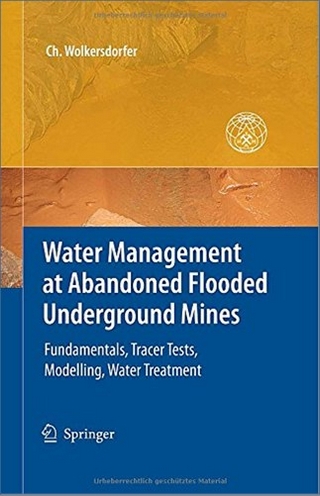 Urheberrechtlich geschütztes Material
Ch. Wolkersdorfer
Water Management
at Abandoned Flooded
Underground Mines
Fundamentals, Tracer Tests,
Modelling, Water Treatment
Springer
Urheberrechtlich geschütztes Material